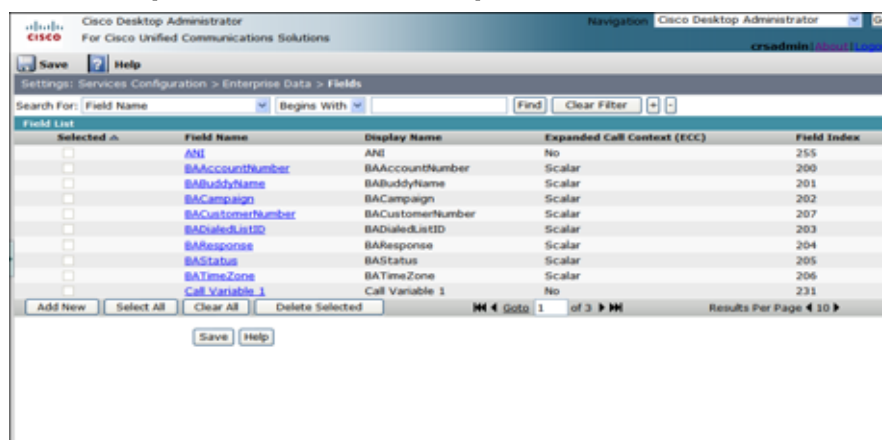 Cisco Desktop Administrator Navigation Cisco Desktop Administrator G
CISCO For Cisco Unified Communications Solutions
crsadmin|About|Logo
Save ? Help
Settings: Services Configuration > Enterprise Data > Fields
Search For: Field Name Begins With Find Clear Filter + -
Field List
Selected Field Name Display Name Expanded Call Context (ECC) Field Index
ANI ANI No 255
BAAccountNumber BAAccountNumber Scalar 200
BABuddyName BABuddyName Scalar 201
BACampaign BACampaign Scalar 202
BACustomerNumber BACustomerNumber Scalar 207
BADialedListID BADialedListID Scalar 203
BAResponse BAResponse Scalar 204
BAStatus BAStatus Scalar 205
BATimeZone BATimeZone Scalar 206
Call Variable 1 Call Variable 1 No 231
Add New Select All Clear All Delete Selected Goto 1 of 3 Results Per Page 10
Save Help